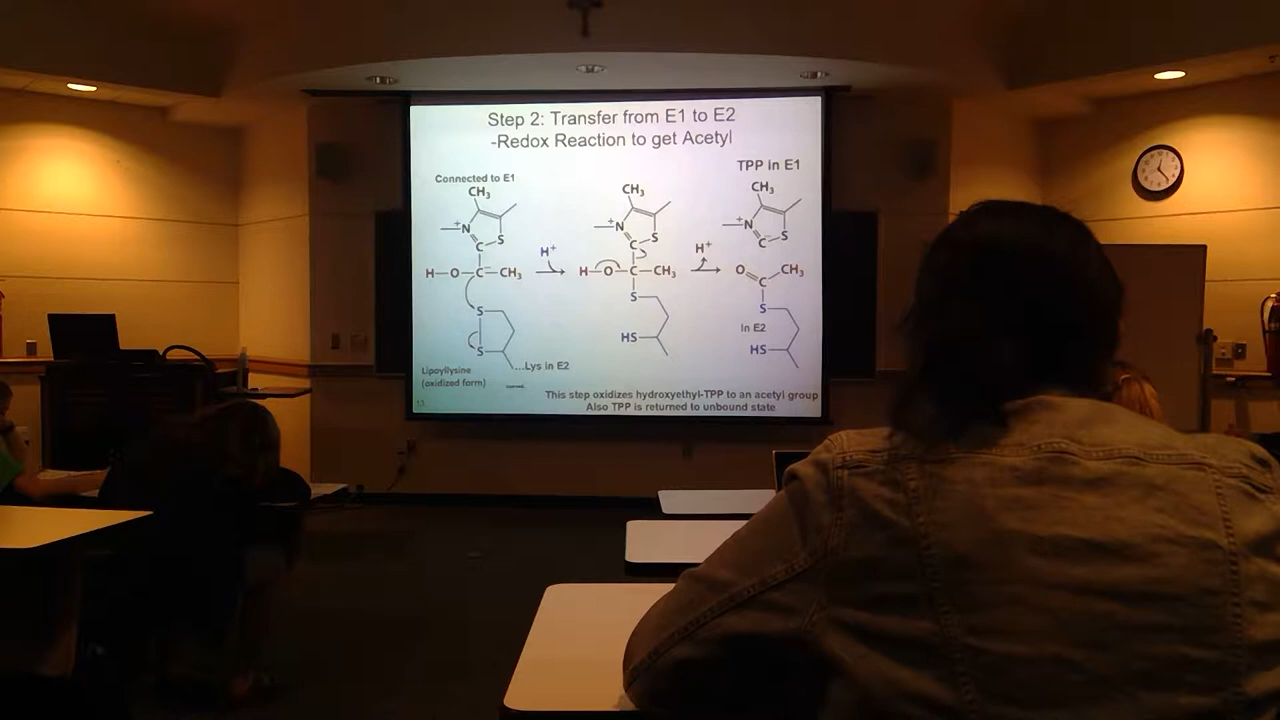 Step 2: Transfer from E1 to E2
-Redox Reaction to get Acetyl
TPP in E1
Connected to E1
CH3
CH3
CH3
+N
S
C
+N
S
C
+N
S
C
H+
H+
H—O—C—CH3
H—O—C—CH3
O
C
CH3
S
S
S
S
HS
In E2
HS
...Lys in E2
Lipoyllysine
(oxidized form)
This step oxidizes hydroxyethyl-TPP to an acetyl group
Also TPP is returned to unbound state
13